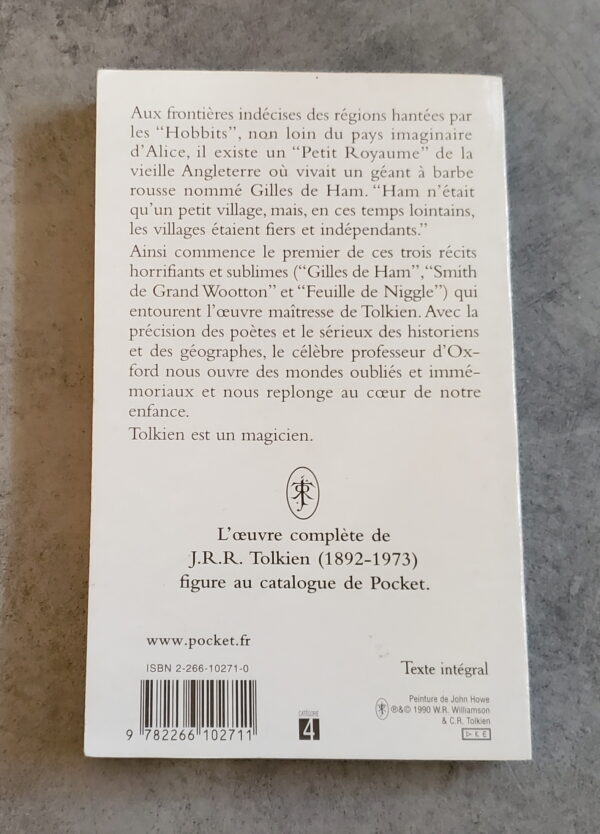 Aux frontières indécises des régions hantées par
les “Hobbits”, non loin du pays imaginaire
d’Alice, il existe un “Petit Royaume” de la
vieille Angleterre où vivait un géant à barbe
rousse nommé Gilles de Ham. “Ham n’était
qu’un petit village, mais, en ces temps lointains,
les villages étaient fiers et indépendants.”
Ainsi commence le premier de ces trois récits
horrifiants et sublimes (“Gilles de Ham”, “Smith
de Grand Wootton” et “Feuille de Niggle”) qui
entourent l’œuvre maîtresse de Tolkien. Avec la
précision des poètes et le sérieux des historiens
et des géographes, le célèbre professeur d’Ox-
ford nous ouvre des mondes oubliés et immé-
moriaux et nous replonge au cœur de notre
enfance.
Tolkien est un magicien.
L’œuvre complète de
J.R.R. Tolkien (1892-1973)
figure au catalogue de Pocket.
www.pocket.fr
ISBN 2-266-10271-0
Texte intégral
Peinture de John Howe
℗&© 1990 W.R. Williamson
& C.R. Tolkien
CATÉGORIE
4
9 782266 102711